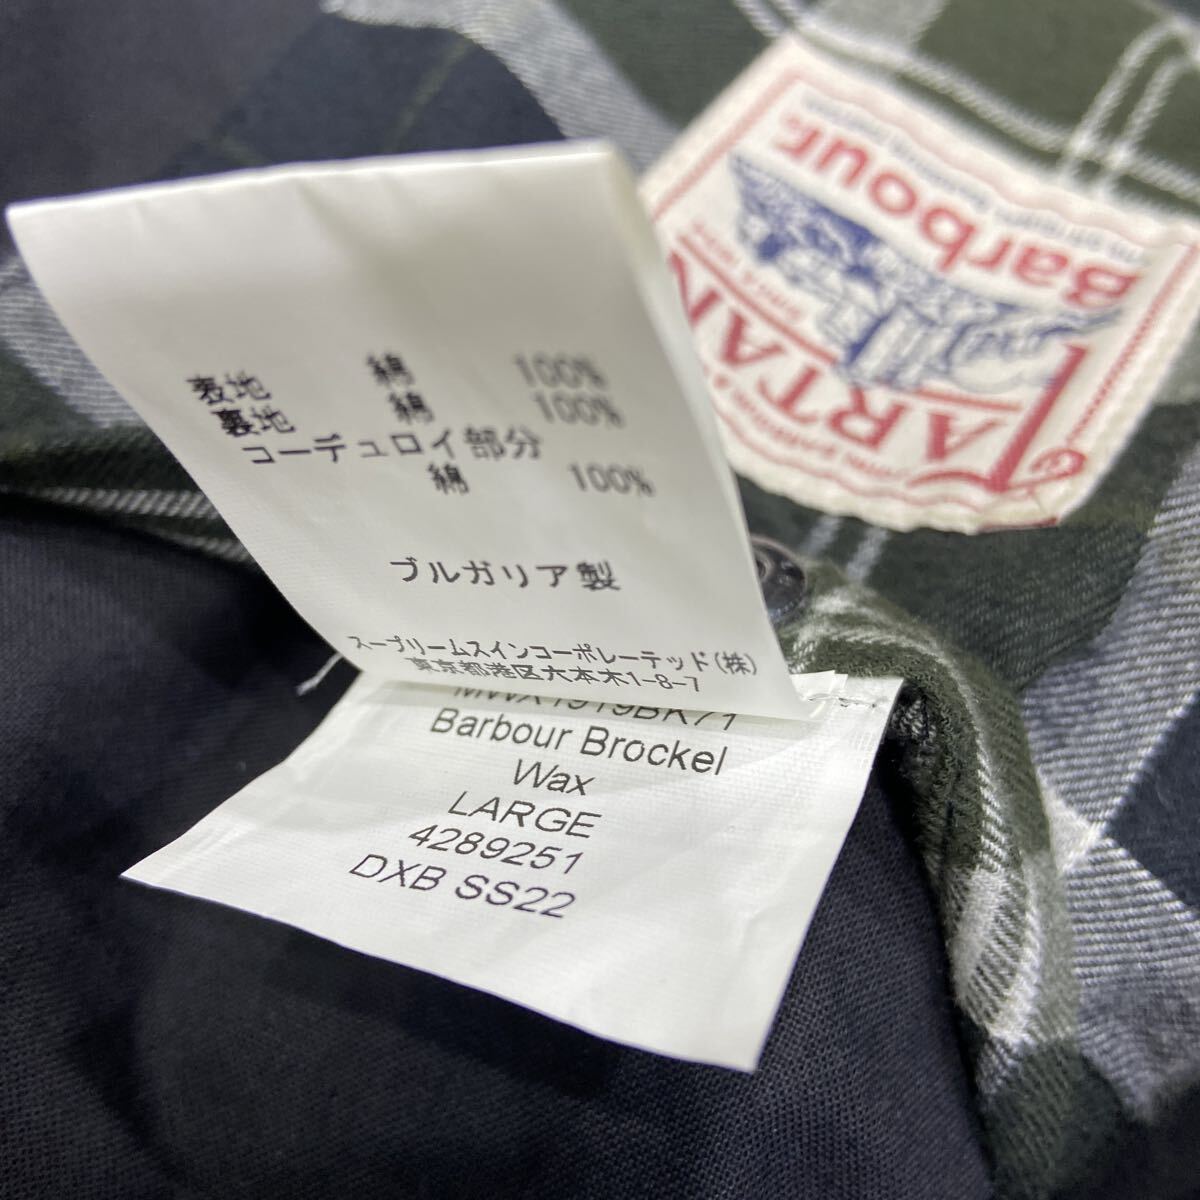 表地 綿 100%
裏地 綿 100%
コーデュロイ部分
綿 100%
ブルガリア製
スープリームスインコーポレーテッド(株)
東京都港区六本木1-8-7
MWX1919BK71
Barbour Brockel
Wax
LARGE
4289251
DXB SS22
Barbour
TARTAN